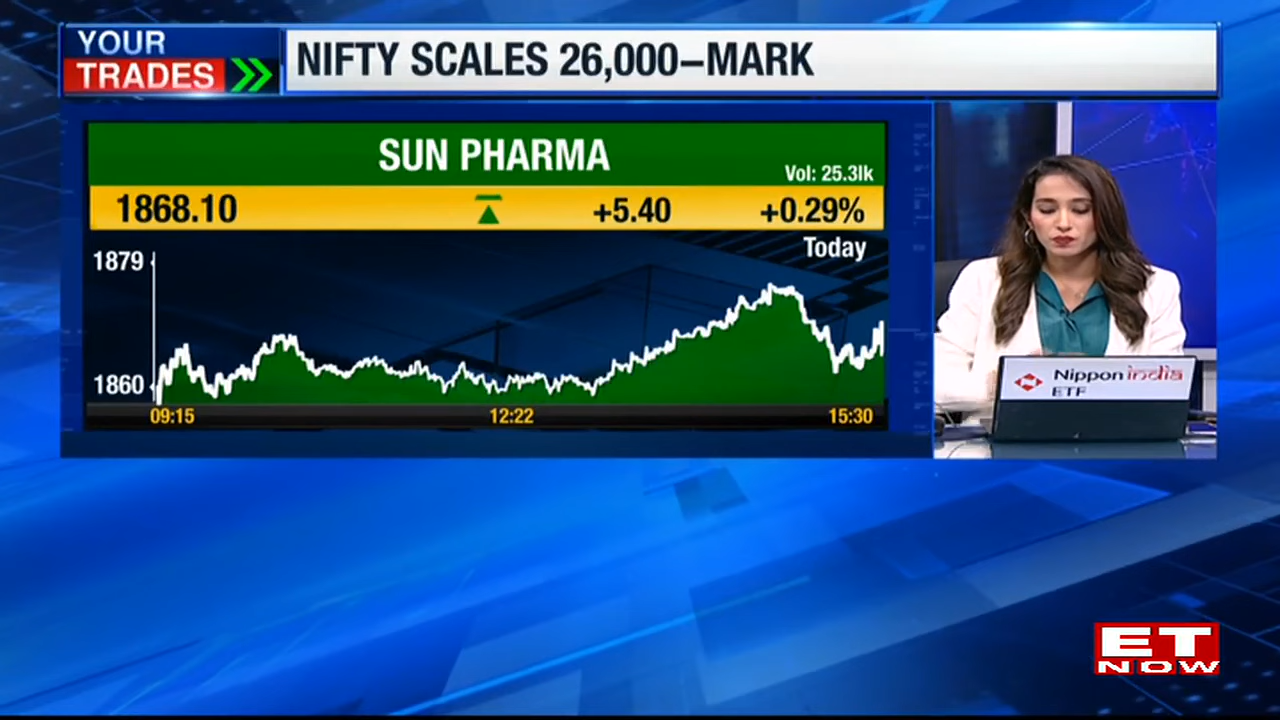 YOUR
TRADES
NIFTY SCALES 26,000–MARK
SUN PHARMA
Vol: 25.3lk
1868.10
+5.40
+0.29%
Today
1879
1860
09:15
12:22
15:30
Nippon india
ETF
ET
NOW